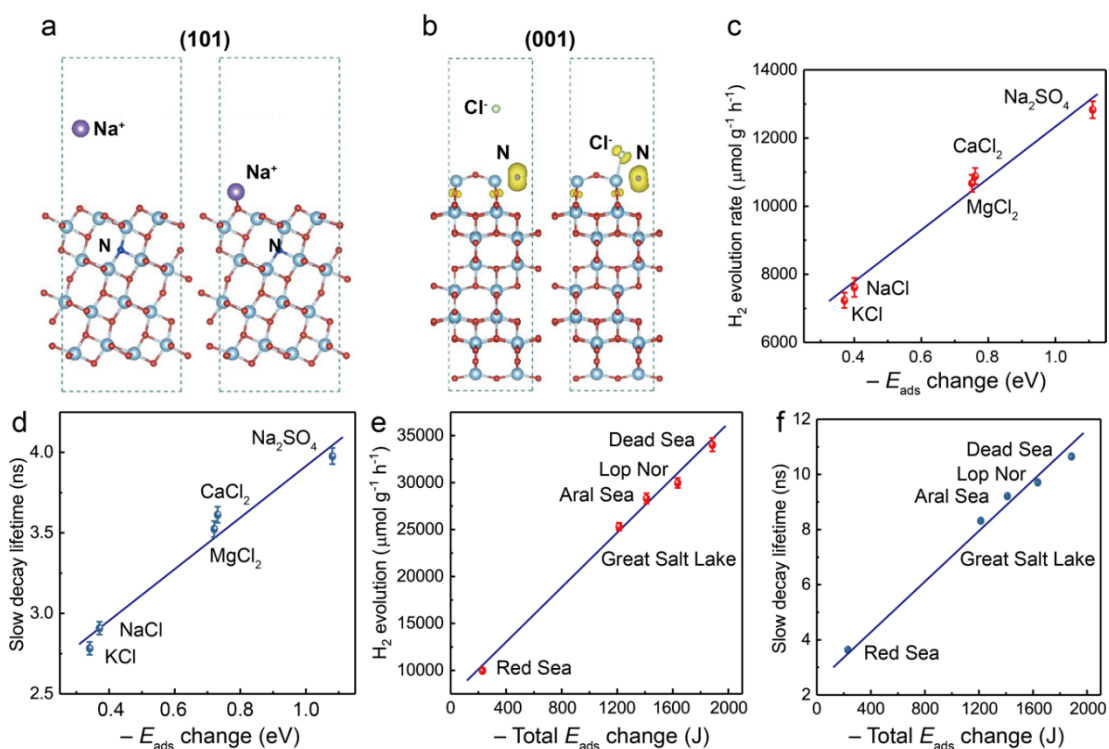 a
(101)
Na⁺
Na⁺
N
N
b
(001)
Cl⁻
N
Cl⁻
N
c
H₂ evolution rate (μmol g⁻¹ h⁻¹)
14000
12000
10000
8000
6000
Na₂SO₄
CaCl₂
MgCl₂
NaCl
KCl
0.4 0.6 0.8 1.0
– E_ads change (eV)
d
Slow decay lifetime (ns)
4.0
3.5
3.0
2.5
Na₂SO₄
CaCl₂
MgCl₂
NaCl
KCl
0.4 0.6 0.8 1.0
– E_ads change (eV)
e
H₂ evolution (μmol g⁻¹ h⁻¹)
35000
30000
25000
20000
15000
10000
Dead Sea
Lop Nor
Aral Sea
Great Salt Lake
Red Sea
0 400 800 1200 1600 2000
– Total E_ads change (J)
f
Slow decay lifetime (ns)
12
10
8
6
4
2
Dead Sea
Lop Nor
Aral Sea
Great Salt Lake
Red Sea
0 400 800 1200 1600 2000
– Total E_ads change (J)